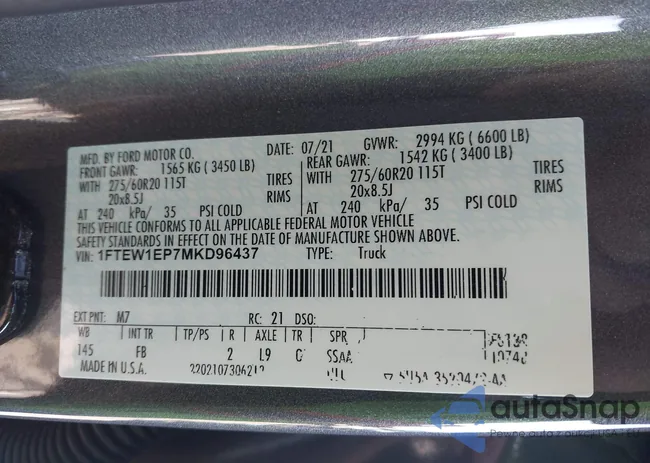 MFD. BY FORD MOTOR CO.
DATE: 07/21
GVWR: 2994 KG (6600 LB)
FRONT GAWR: 1565 KG (3450 LB)
REAR GAWR: 1542 KG (3400 LB)
WITH 275/60R20 115T TIRES
WITH 275/60R20 115T TIRES
20x8.5J RIMS
20x8.5J RIMS
AT 240 kPa/ 35 PSI COLD
AT 240 kPa/ 35 PSI COLD
THIS VEHICLE CONFORMS TO ALL APPLICABLE FEDERAL MOTOR VEHICLE
SAFETY STANDARDS IN EFFECT ON THE DATE OF MANUFACTURE SHOWN ABOVE.
VIN: 1FTEW1EP7MKD96437 TYPE: Truck
EXT PNT: M7 RC: 21 DSO:
WB INT TR TP/PS R AXLE TR SPR
145 FB 2 L9 SSAA
MADE IN U.S.A.
autoSnap